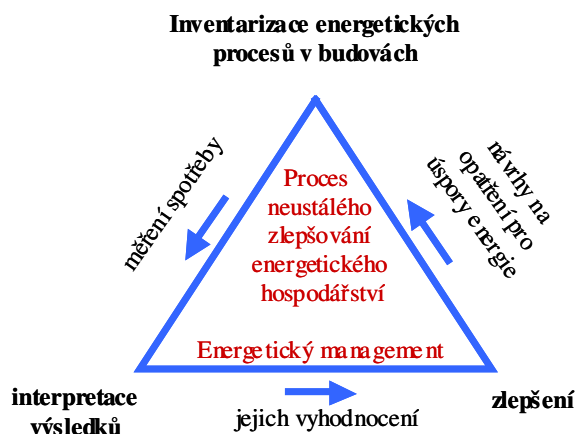 Inventarizace energetických
procesů v budovách
měření spotřeby
návrhy na
opatření pro
úspory energie
Proces
neustálého
zlepšování
energetického
hospodářství
Energetický management
interpretace
výsledků
jejich vyhodnocení
zlepšení